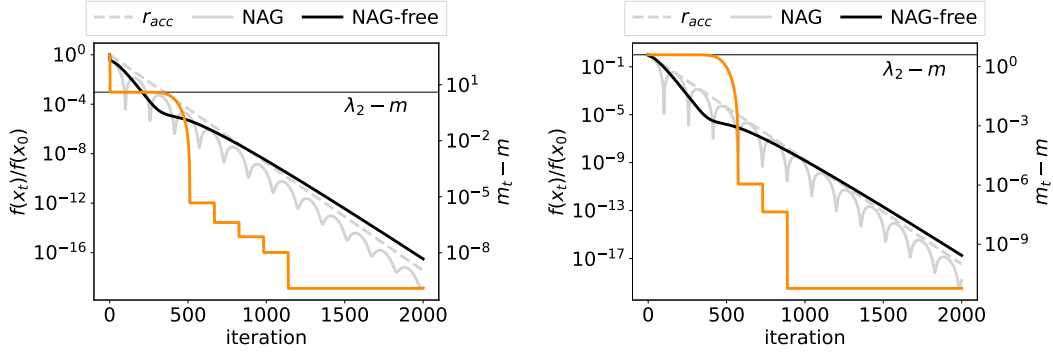 r_acc NAG NAG-free
f(x_t)/f(x_0)
10^0
10^{-4}
10^{-8}
10^{-12}
10^{-16}
λ_2 − m
10^1
10^{-2}
10^{-5}
10^{-8}
m_t − m
0 500 1000 1500 2000
iteration
r_acc NAG NAG-free
f(x_t)/f(x_0)
10^{-1}
10^{-5}
10^{-9}
10^{-13}
10^{-17}
λ_2 − m
10^0
10^{-3}
10^{-6}
10^{-9}
m_t − m
0 500 1000 1500 2000
iteration